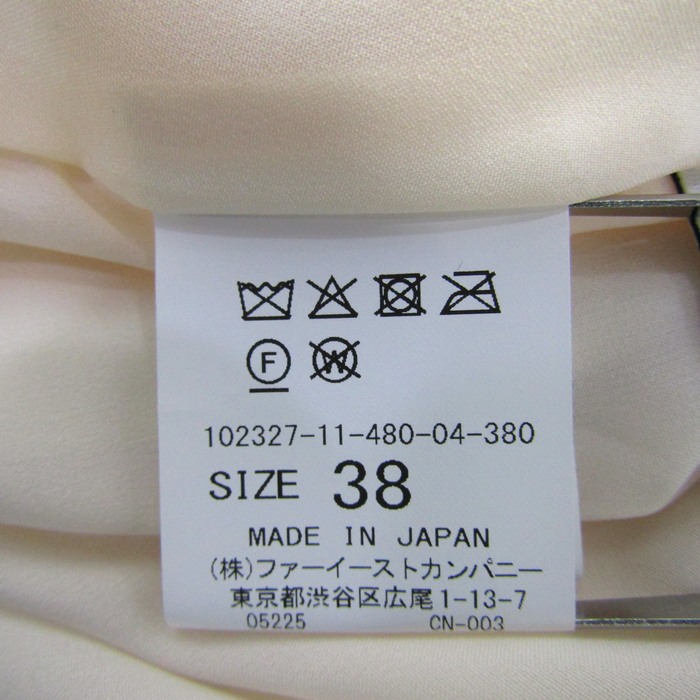 F W
102327-11-480-04-380
SIZE 38
MADE IN JAPAN
(株)ファーイーストカンパニー
東京都渋谷区広尾1-13-7
05225 CN-003